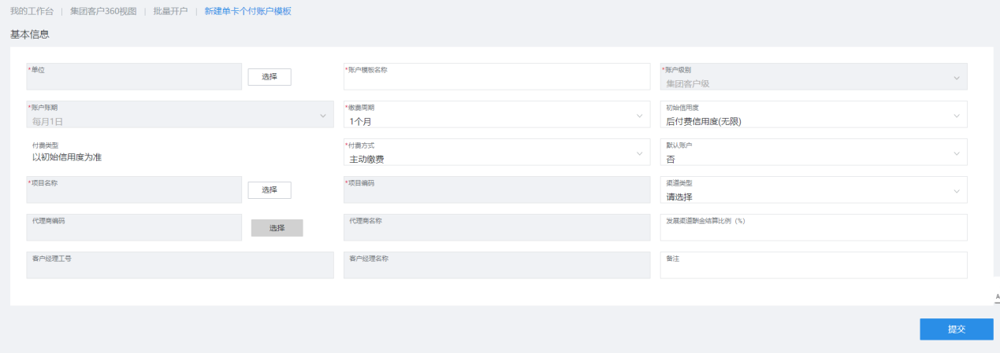 我的工作台 | 集团客户360视图 | 批量开户 | 新建单卡个付账户模板
基本信息
*单位
选择
*账户模板名称
*账户级别
集团客户级
*账户账期
每月1日
*缴费周期
1个月
初始信用度
后付费信用度(无限)
付费类型
以初始信用度为准
*付费方式
主动缴费
默认账户
否
*项目名称
选择
*项目编码
渠道类型
请选择
代理商编码
选择
代理商名称
发展渠道酬金结算比例（%）
客户经理工号
客户经理名称
备注
A
提交